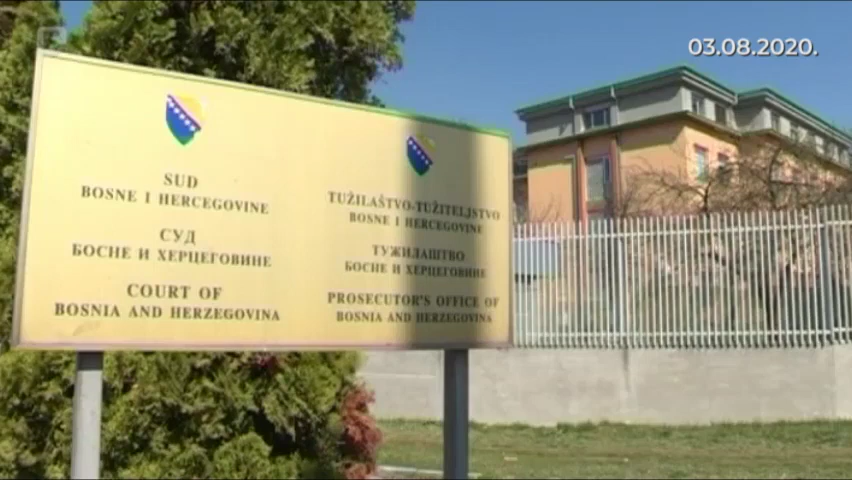 03.08.2020.
SUD
BOSNE I HERCEGOVINE
СУД
БОСНЕ И ХЕРЦЕГОВИНЕ
COURT OF
BOSNIA AND HERZEGOVINA
TUŽILAŠTVO-TUŽITELJSTVO
BOSNE I HERCEGOVINE
ТУЖИЛАШТВО
БОСНЕ И ХЕРЦЕГОВИНЕ
PROSECUTOR'S OFFICE OF
BOSNIA AND HERZEGOVINA